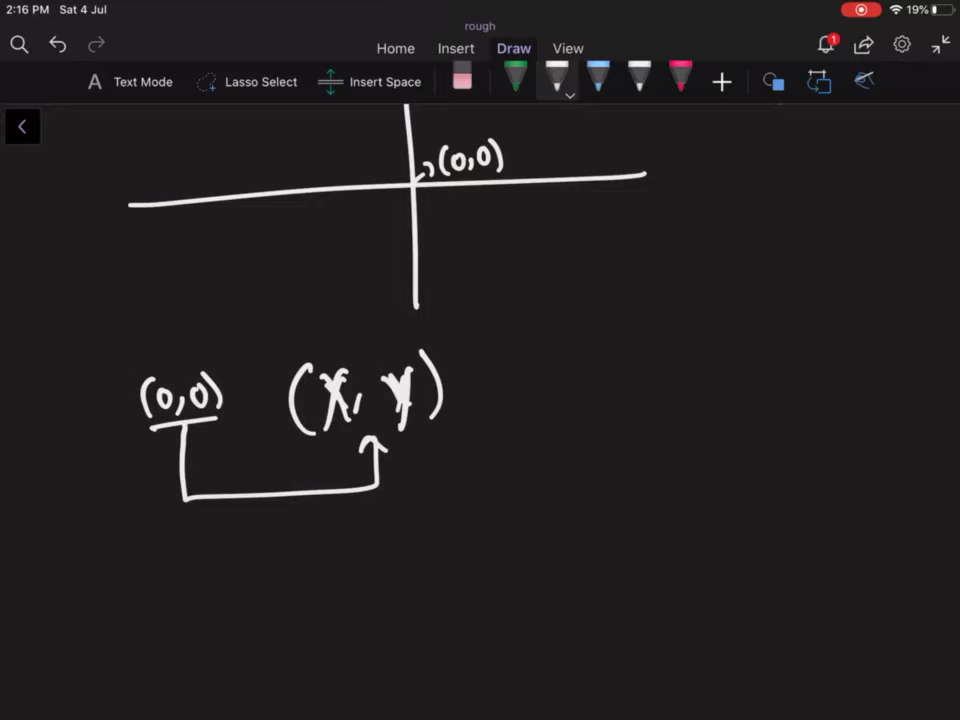 2:16 PM Sat 4 Jul 19%
rough
Home Insert Draw View 1
A Text Mode Lasso Select Insert Space
(0,0)
(0,0) (x, y)